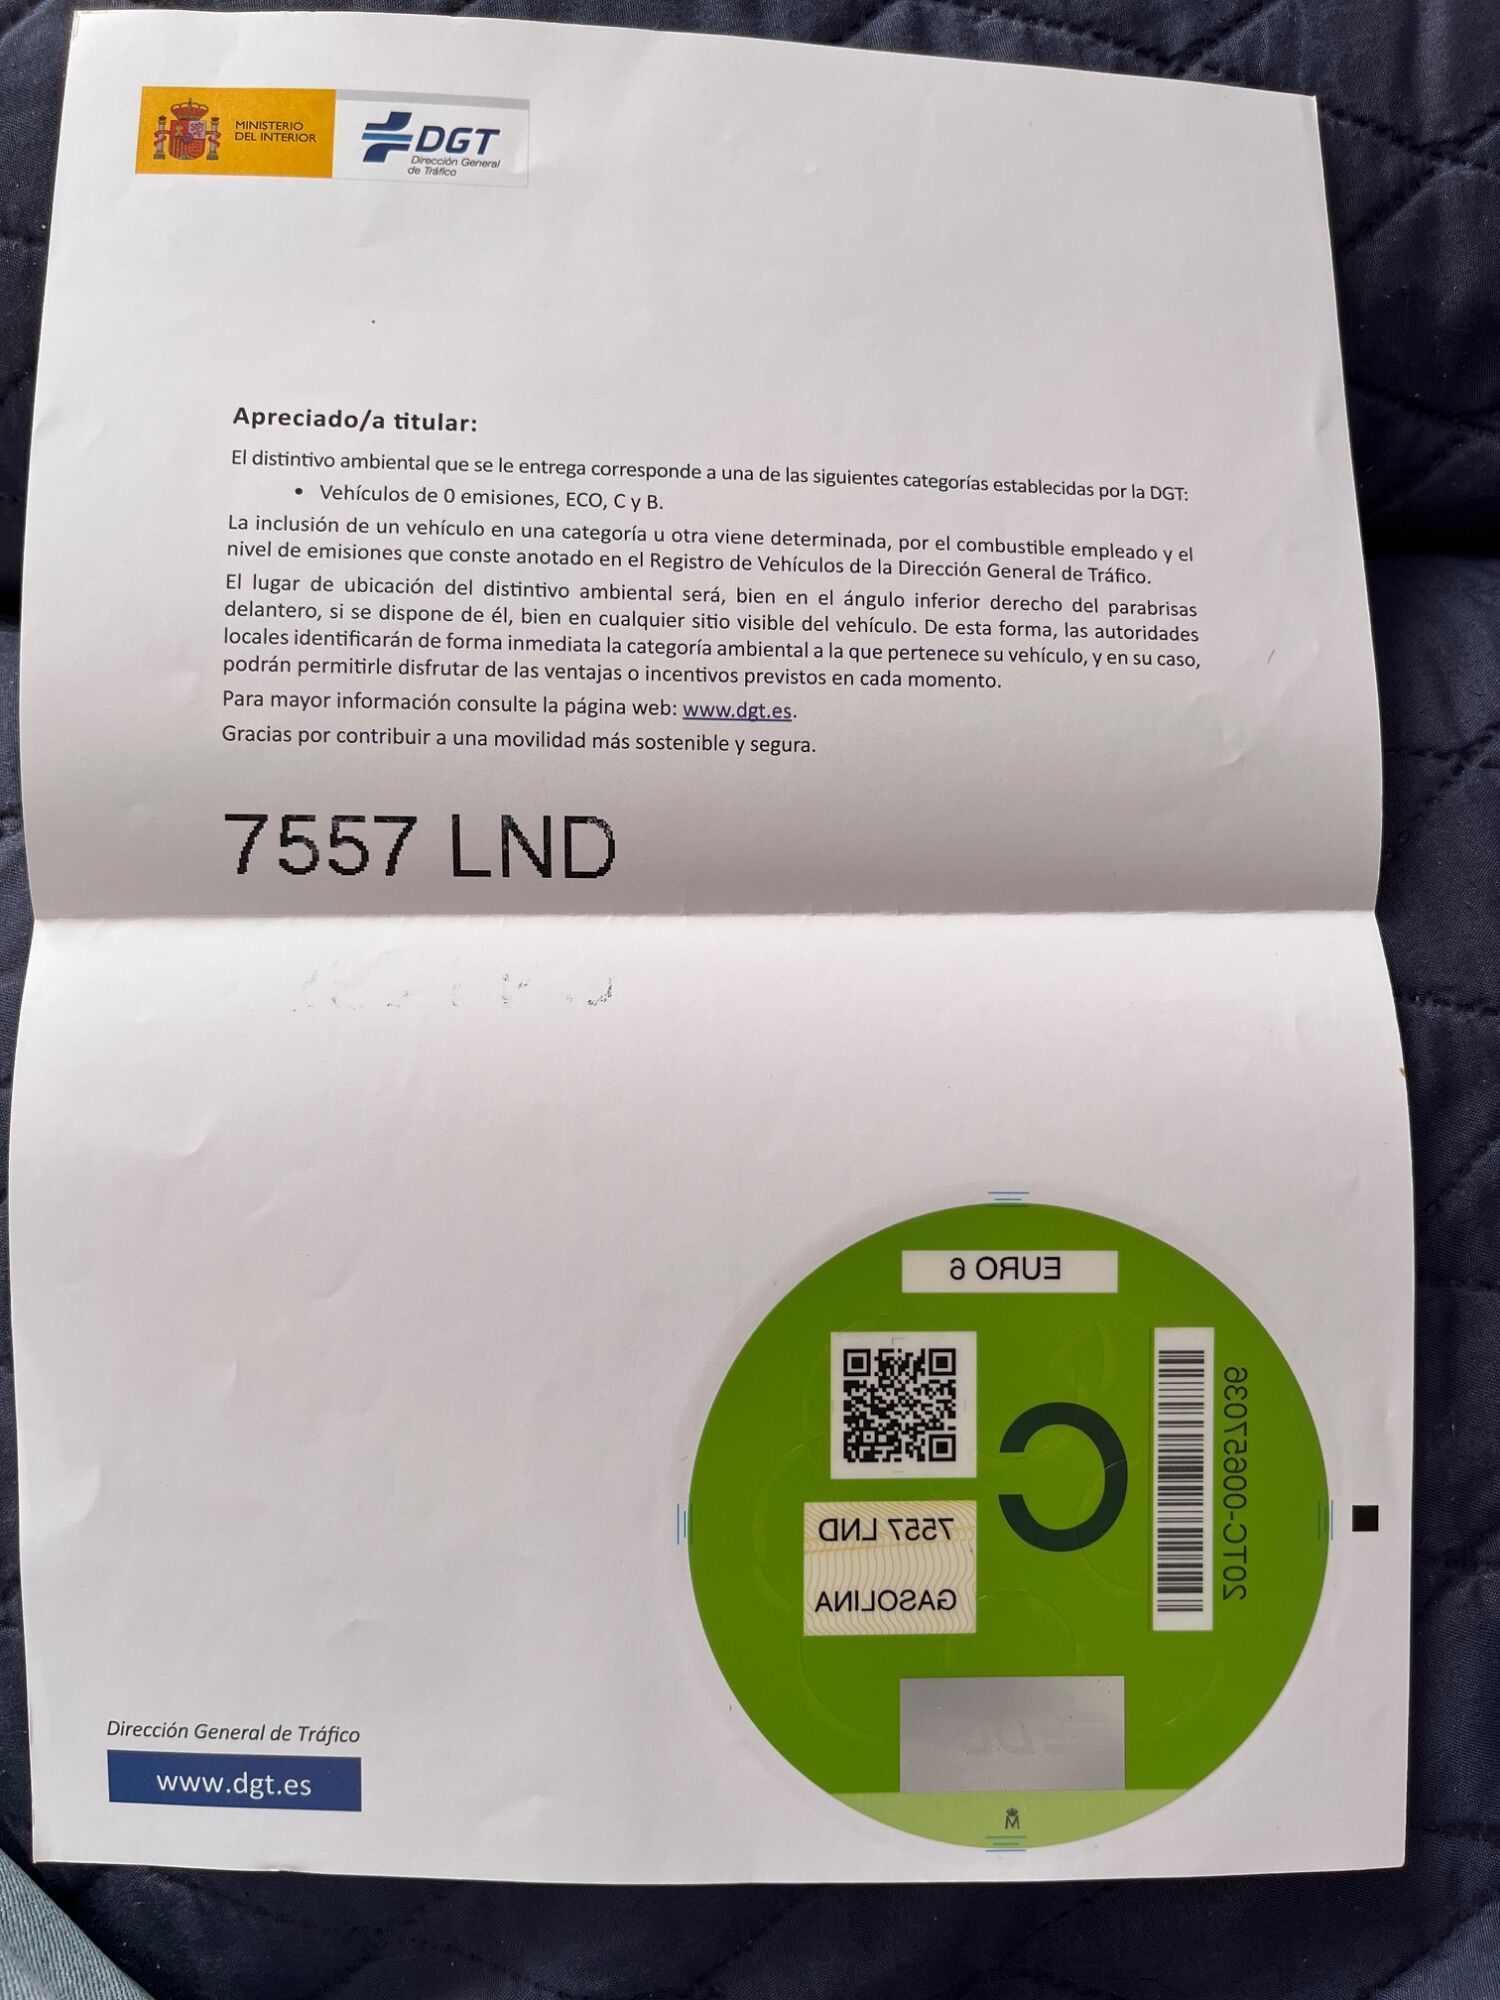 MINISTERIO
DEL INTERIOR
DGT
Dirección General
de Tráfico
Apreciado/a titular:
El distintivo ambiental que se le entrega corresponde a una de las siguientes categorías establecidas por la DGT:
• Vehículos de 0 emisiones, ECO, C y B.
La inclusión de un vehículo en una categoría u otra viene determinada, por el combustible empleado y el
nivel de emisiones que conste anotado en el Registro de Vehículos de la Dirección General de Tráfico.
El lugar de ubicación del distintivo ambiental será, bien en el ángulo inferior derecho del parabrisas
delantero, si se dispone de él, bien en cualquier sitio visible del vehículo. De esta forma, las autoridades
locales identificarán de forma inmediata la categoría ambiental a la que pertenece su vehículo, y en su caso,
podrán permitirle disfrutar de las ventajas o incentivos previstos en cada momento.
Para mayor información consulte la página web: www.dgt.es.
Gracias por contribuir a una movilidad más sostenible y segura.
7557 LND
EURO 6
C
20TC-00657036
7557 LND
GASOLINA
M
Dirección General de Tráfico
www.dgt.es